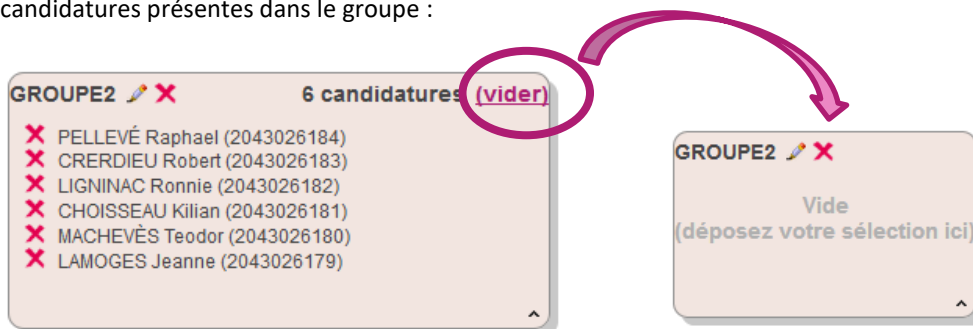 candidatures présentes dans le groupe :
GROUPE2 6 candidatures (vider)
PELLEVÉ Raphael (2043026184)
CRERDIEU Robert (2043026183)
LIGNINAC Ronnie (2043026182)
CHOISSEAU Kilian (2043026181)
MACHEVÈS Teodor (2043026180)
LAMOGES Jeanne (2043026179)
GROUPE2
Vide
(déposez votre sélection ici)